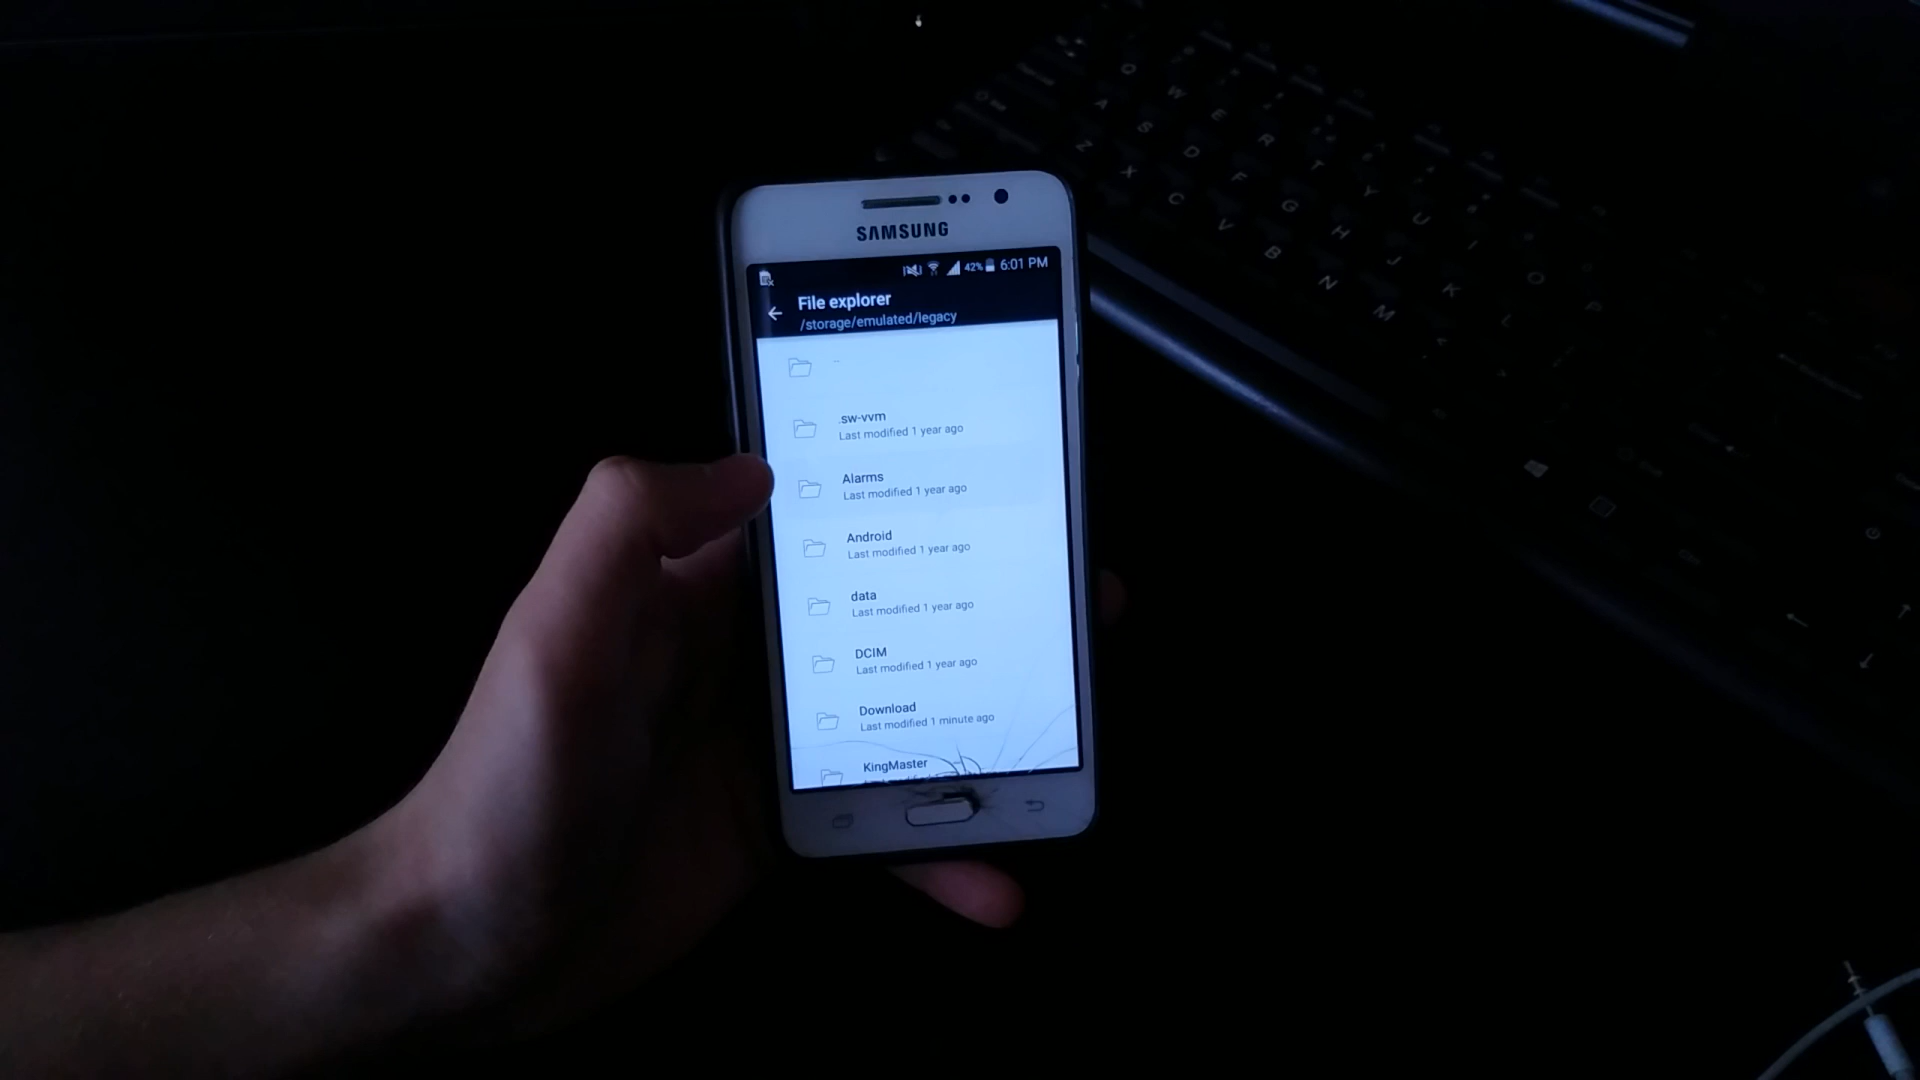 SAMSUNG
42% 6:01 PM
File explorer
/storage/emulated/legacy
..
.sw-vvm
Last modified 1 year ago
Alarms
Last modified 1 year ago
Android
Last modified 1 year ago
data
Last modified 1 year ago
DCIM
Last modified 1 year ago
Download
Last modified 1 minute ago
KingMaster
Q W E R T Y U I O P
A S D F G H J K L
Z X C V B N M